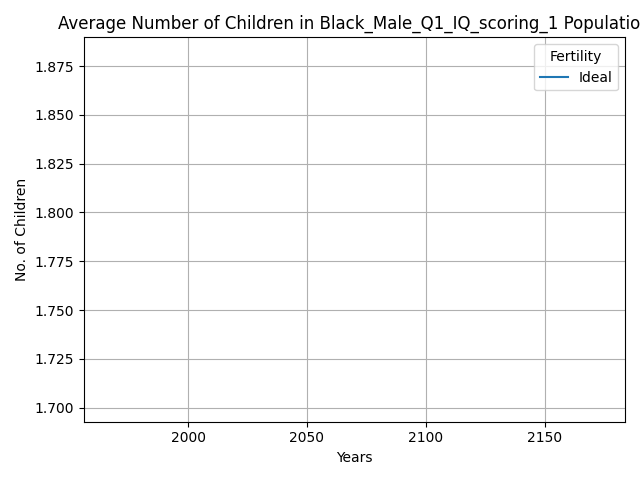 Average Number of Children in Black_Male_Q1_IQ_scoring_1 Populatio
Fertility
Ideal
1.875
1.850
1.825
1.800
1.775
1.750
1.725
1.700
No. of Children
2000 2050 2100 2150
Years